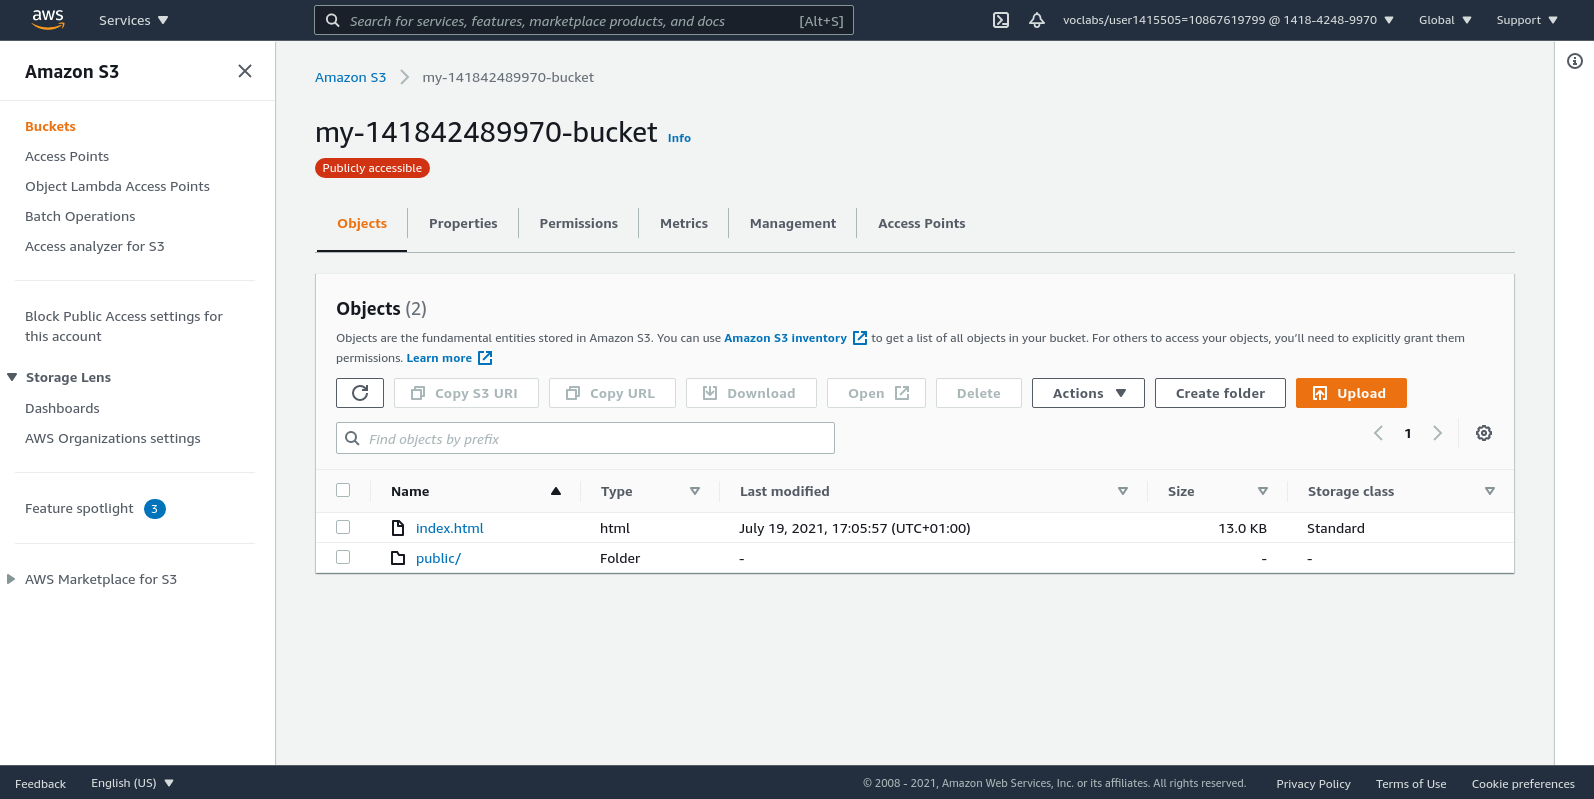 aws Services Search for services, features, marketplace products, and docs [Alt+S] voclabs/user1415505=10867619799 @ 1418-4248-9970 Global Support
Amazon S3
Buckets
Access Points
Object Lambda Access Points
Batch Operations
Access analyzer for S3
Block Public Access settings for
this account
Storage Lens
Dashboards
AWS Organizations settings
Feature spotlight 3
AWS Marketplace for S3
Amazon S3 my-141842489970-bucket
my-141842489970-bucket Info
Publicly accessible
Objects Properties Permissions Metrics Management Access Points
Objects (2)
Objects are the fundamental entities stored in Amazon S3. You can use Amazon S3 inventory to get a list of all objects in your bucket. For others to access your objects, you'll need to explicitly grant them
permissions. Learn more
Copy S3 URI Copy URL Download Open Delete Actions Create folder Upload
Find objects by prefix 1
Name Type Last modified Size Storage class
index.html html July 19, 2021, 17:05:57 (UTC+01:00) 13.0 KB Standard
public/ Folder - - -
Feedback English (US) © 2008 - 2021, Amazon Web Services, Inc. or its affiliates. All rights reserved. Privacy Policy Terms of Use Cookie preferences